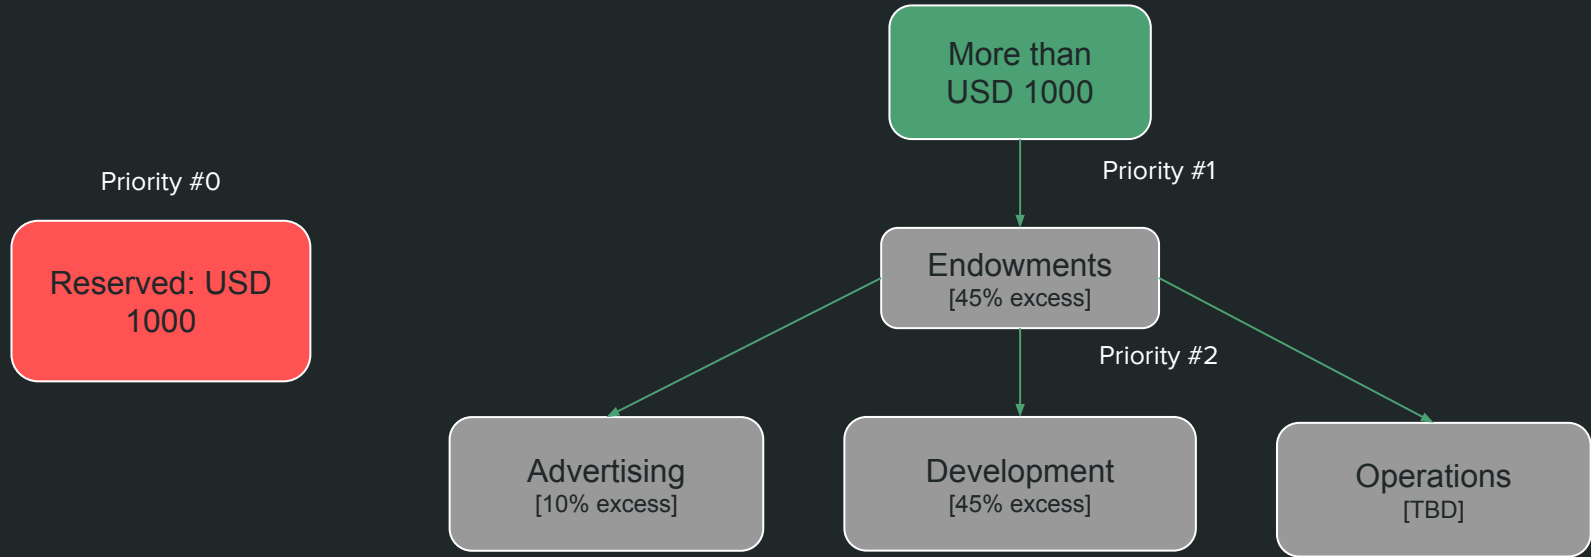 More than
USD 1000
Priority #1
Priority #0
Reserved: USD
1000
Endowments
[45% excess]
Priority #2
Advertising
[10% excess]
Development
[45% excess]
Operations
[TBD]